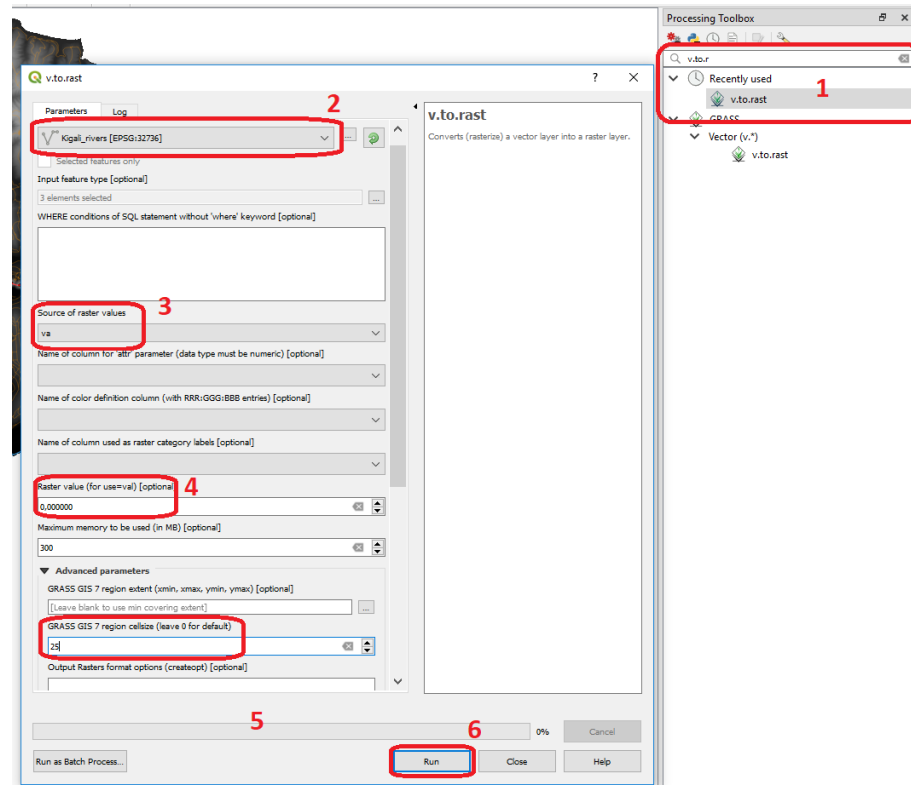 Processing Toolbox
v.to.r
1
Recently used
v.to.rast
GRASS
Vector (v.*)
v.to.rast
v.to.rast
Parameters
Log
2
Kigali_rivers [EPSG:32736]
...
Selected features only
Input feature type [optional]
3 elements selected
...
WHERE conditions of SQL statement without 'where' keyword [optional]
Source of raster values
3
va
Name of column for 'attr' parameter (data type must be numeric) [optional]
Name of color definition column (with RRR:GGG:BBB entries) [optional]
Name of column used as raster category labels [optional]
Raster value (for use=val) [optional
4
0,000000
Maximum memory to be used (in MB) [optional]
300
Advanced parameters
GRASS GIS 7 region extent (xmin, xmax, ymin, ymax) [optional]
[Leave blank to use min covering extent]
...
GRASS GIS 7 region cellsize (leave 0 for default)
25
Output Rasters format options (createopt) [optional]
v.to.rast
Converts (rasterize) a vector layer into a raster layer.
5
0%
Cancel
6
Run as Batch Process...
Run
Close
Help